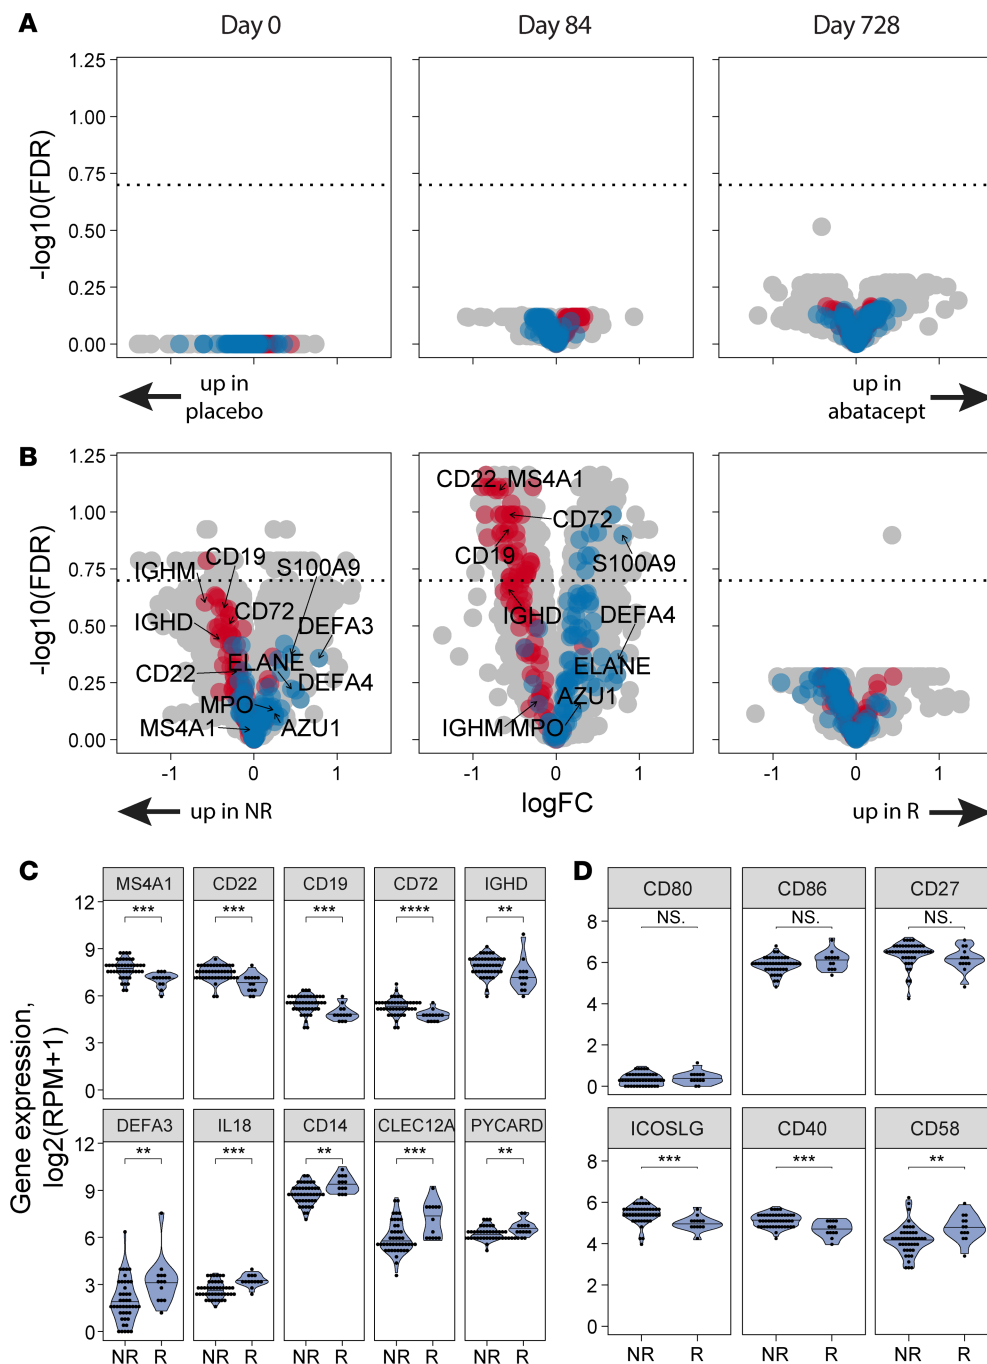 A
Day 0
Day 84
Day 728
-log10(FDR)
1.25
1.00
0.75
0.50
0.25
0.00
up in
placebo
up in
abatacept
B
-log10(FDR)
1.25
1.00
0.75
0.50
0.25
0.00
IGHM
CD19
S100A9
CD72
IGHD
DEFA3
ELANE
CD22
DEFA4
MPO
MS4A1
AZU1
CD22
MS4A1
CD72
CD19
S100A9
IGHD
DEFA4
ELANE
AZU1
IGHM
MPO
-1 0 1
-1 0 1
-1 0 1
up in NR
logFC
up in R
C
Gene expression,
log2(RPM+1)
MS4A1 CD22 CD19 CD72 IGHD
12
9
6
3
0
*** *** *** **** **
DEFA3 IL18 CD14 CLEC12A PYCARD
12
9
6
3
0
** *** ** *** **
NR R NR R NR R NR R NR R
D
CD80 CD86 CD27
8
6
4
2
0
NS. NS. NS.
ICOSLG CD40 CD58
8
6
4
2
0
*** *** **
NR R NR R NR R